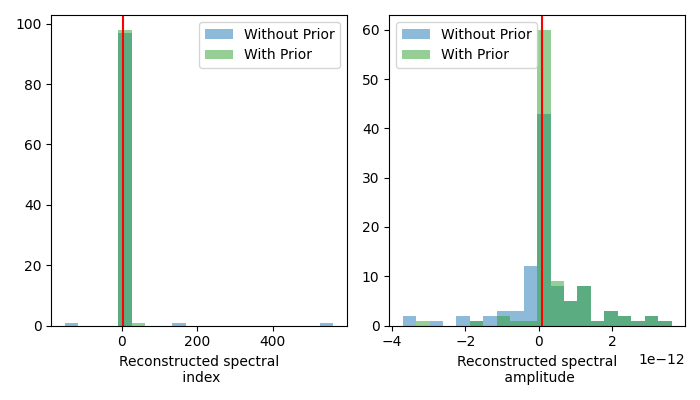 100
80
60
40
20
0
0
200
400
Reconstructed spectral
index
Without Prior
With Prior
60
50
40
30
20
10
0
−4
−2
0
2
1e−12
Reconstructed spectral
amplitude
Without Prior
With Prior